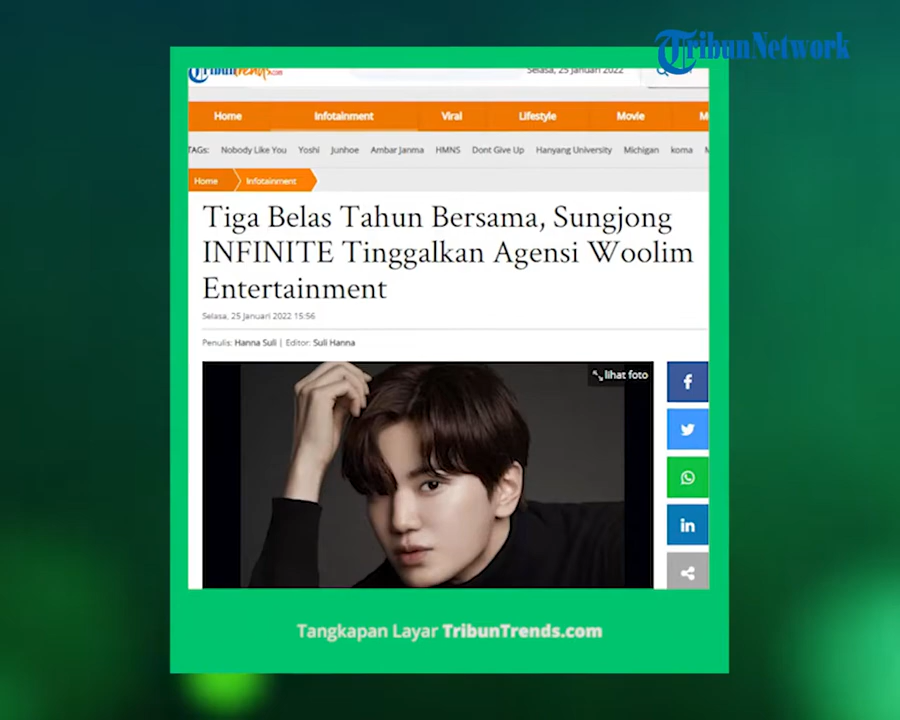 TribunNetwork
Tribuntrends.com
Selasa, 25 Januari 2022
Home Infotainment Viral Lifestyle Movie M
TAGs: Nobody Like You Yoshi Junhoe Ambar Janma HMNS Dont Give Up Hanyang University Michigan koma
Home Infotainment
Tiga Belas Tahun Bersama, Sungjong
INFINITE Tinggalkan Agensi Woolim
Entertainment
Selasa, 25 Januari 2022 15:56
Penulis: Hanna Suli | Editor: Suli Hanna
lihat foto
Tangkapan Layar TribunTrends.com